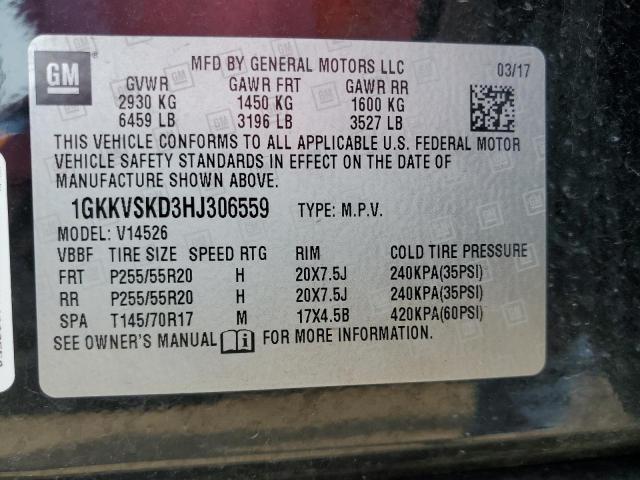 GM
MFD BY GENERAL MOTORS LLC 03/17
GVWR GAWR FRT GAWR RR
2930 KG 1450 KG 1600 KG
6459 LB 3196 LB 3527 LB
THIS VEHICLE CONFORMS TO ALL APPLICABLE U.S. FEDERAL MOTOR
VEHICLE SAFETY STANDARDS IN EFFECT ON THE DATE OF
MANUFACTURE SHOWN ABOVE.
1GKKVSKD3HJ306559 TYPE: M.P.V.
MODEL: V14526
VBBF TIRE SIZE SPEED RTG RIM COLD TIRE PRESSURE
FRT P255/55R20 H 20X7.5J 240KPA(35PSI)
RR P255/55R20 H 20X7.5J 240KPA(35PSI)
SPA T145/70R17 M 17X4.5B 420KPA(60PSI)
SEE OWNER'S MANUAL FOR MORE INFORMATION.